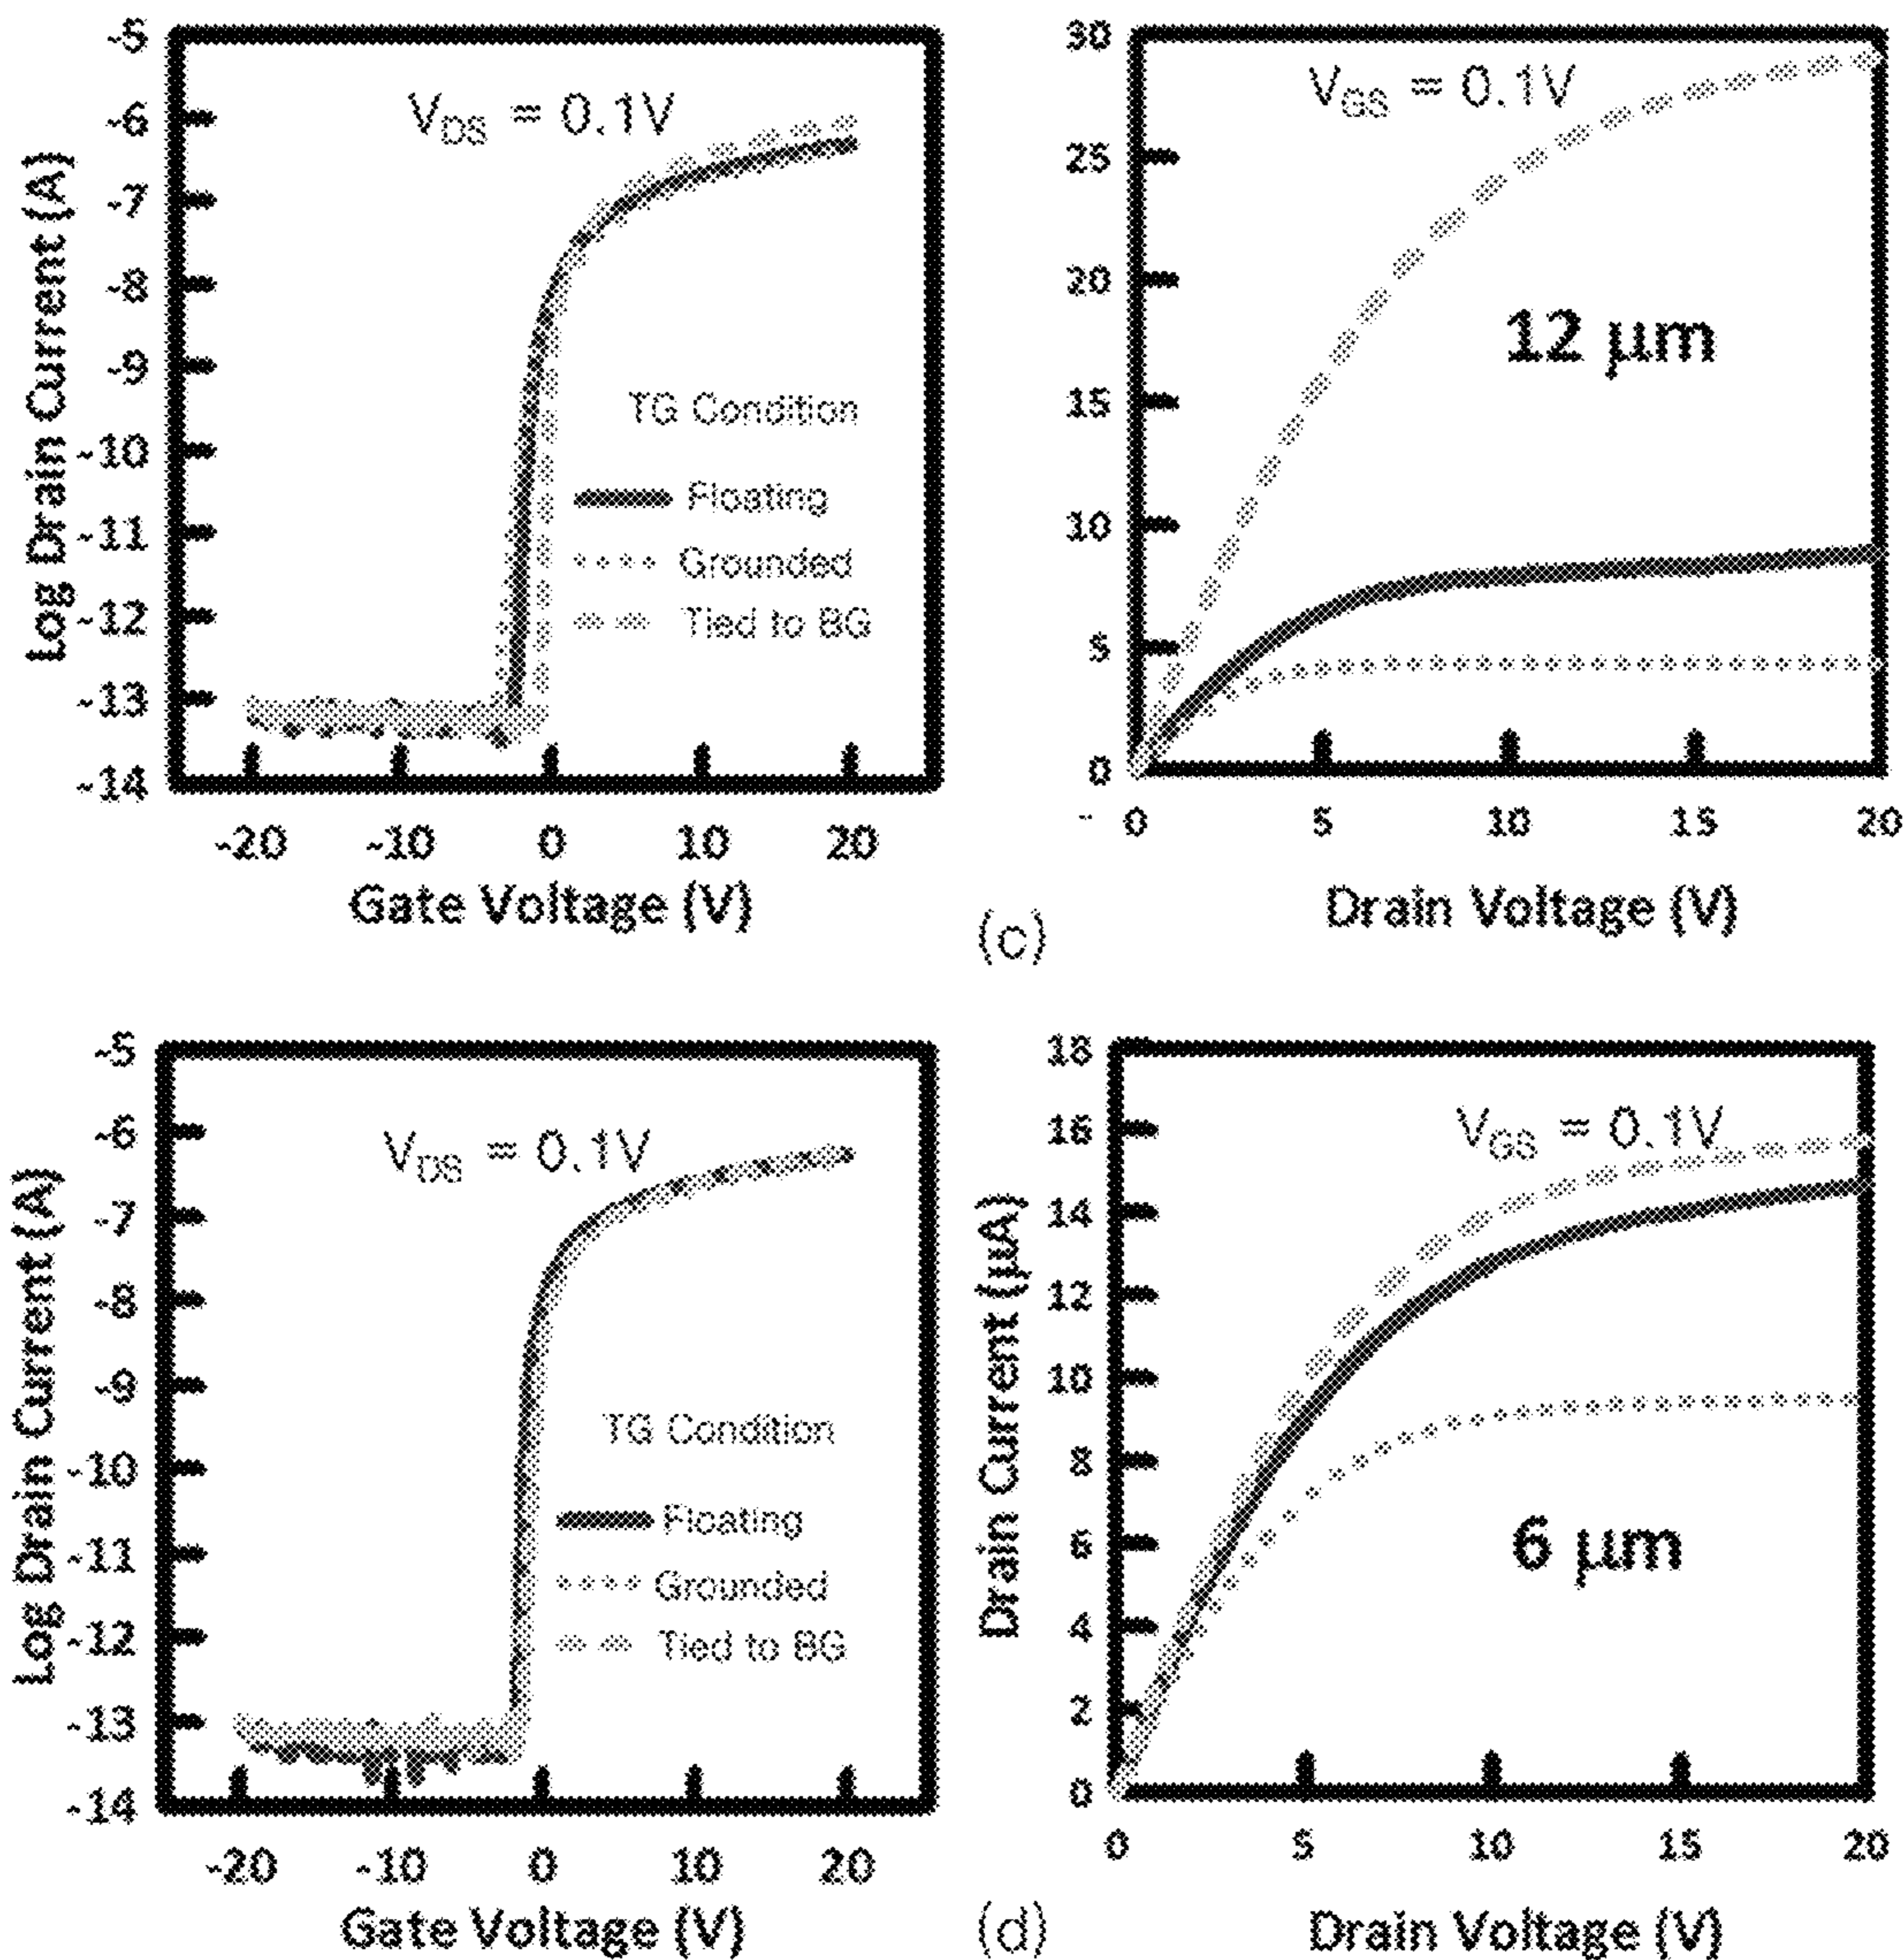 -5
-6
-7
-8
-9
-10
-11
-12
-13
-14
Log Drain Current (A)
V_DS = 0.1V
TG Condition
Floating
Grounded
Tied to BG
-20 -10 0 10 20
Gate Voltage (V)
30
25
20
15
10
5
0
V_GS = 0.1V
12 μm
- 0 5 10 15 20
Drain Voltage (V)
(c)
-5
-6
-7
-8
-9
-10
-11
-12
-13
-14
Log Drain Current (A)
V_DS = 0.1V
TG Condition
Floating
Grounded
Tied to BG
-20 -10 0 10 20
Gate Voltage (V)
18
16
14
12
10
8
6
4
2
0
Drain Current (μA)
V_GS = 0.1V
6 μm
0 5 10 15 20
Drain Voltage (V)
(d)